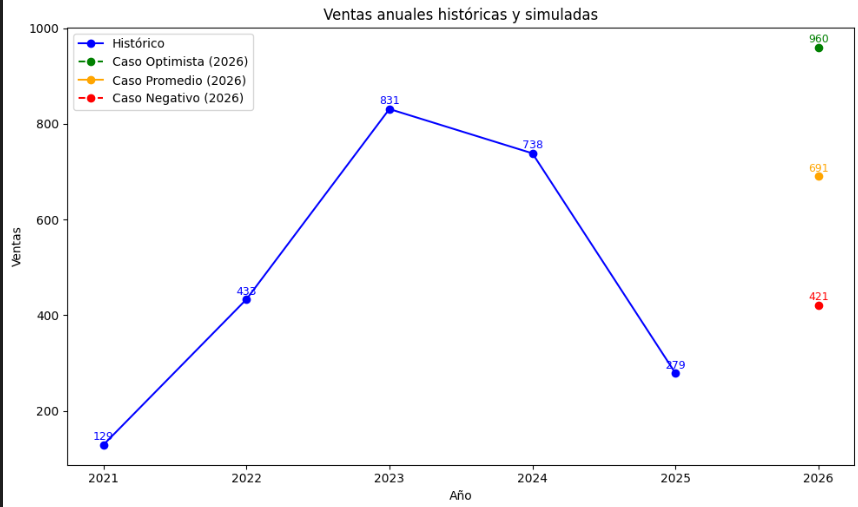 Ventas anuales históricas y simuladas
Histórico
Caso Optimista (2026)
Caso Promedio (2026)
Caso Negativo (2026)
1000
800
600
400
200
Ventas
129
433
831
738
279
960
691
421
2021
2022
2023
2024
2025
2026
Año